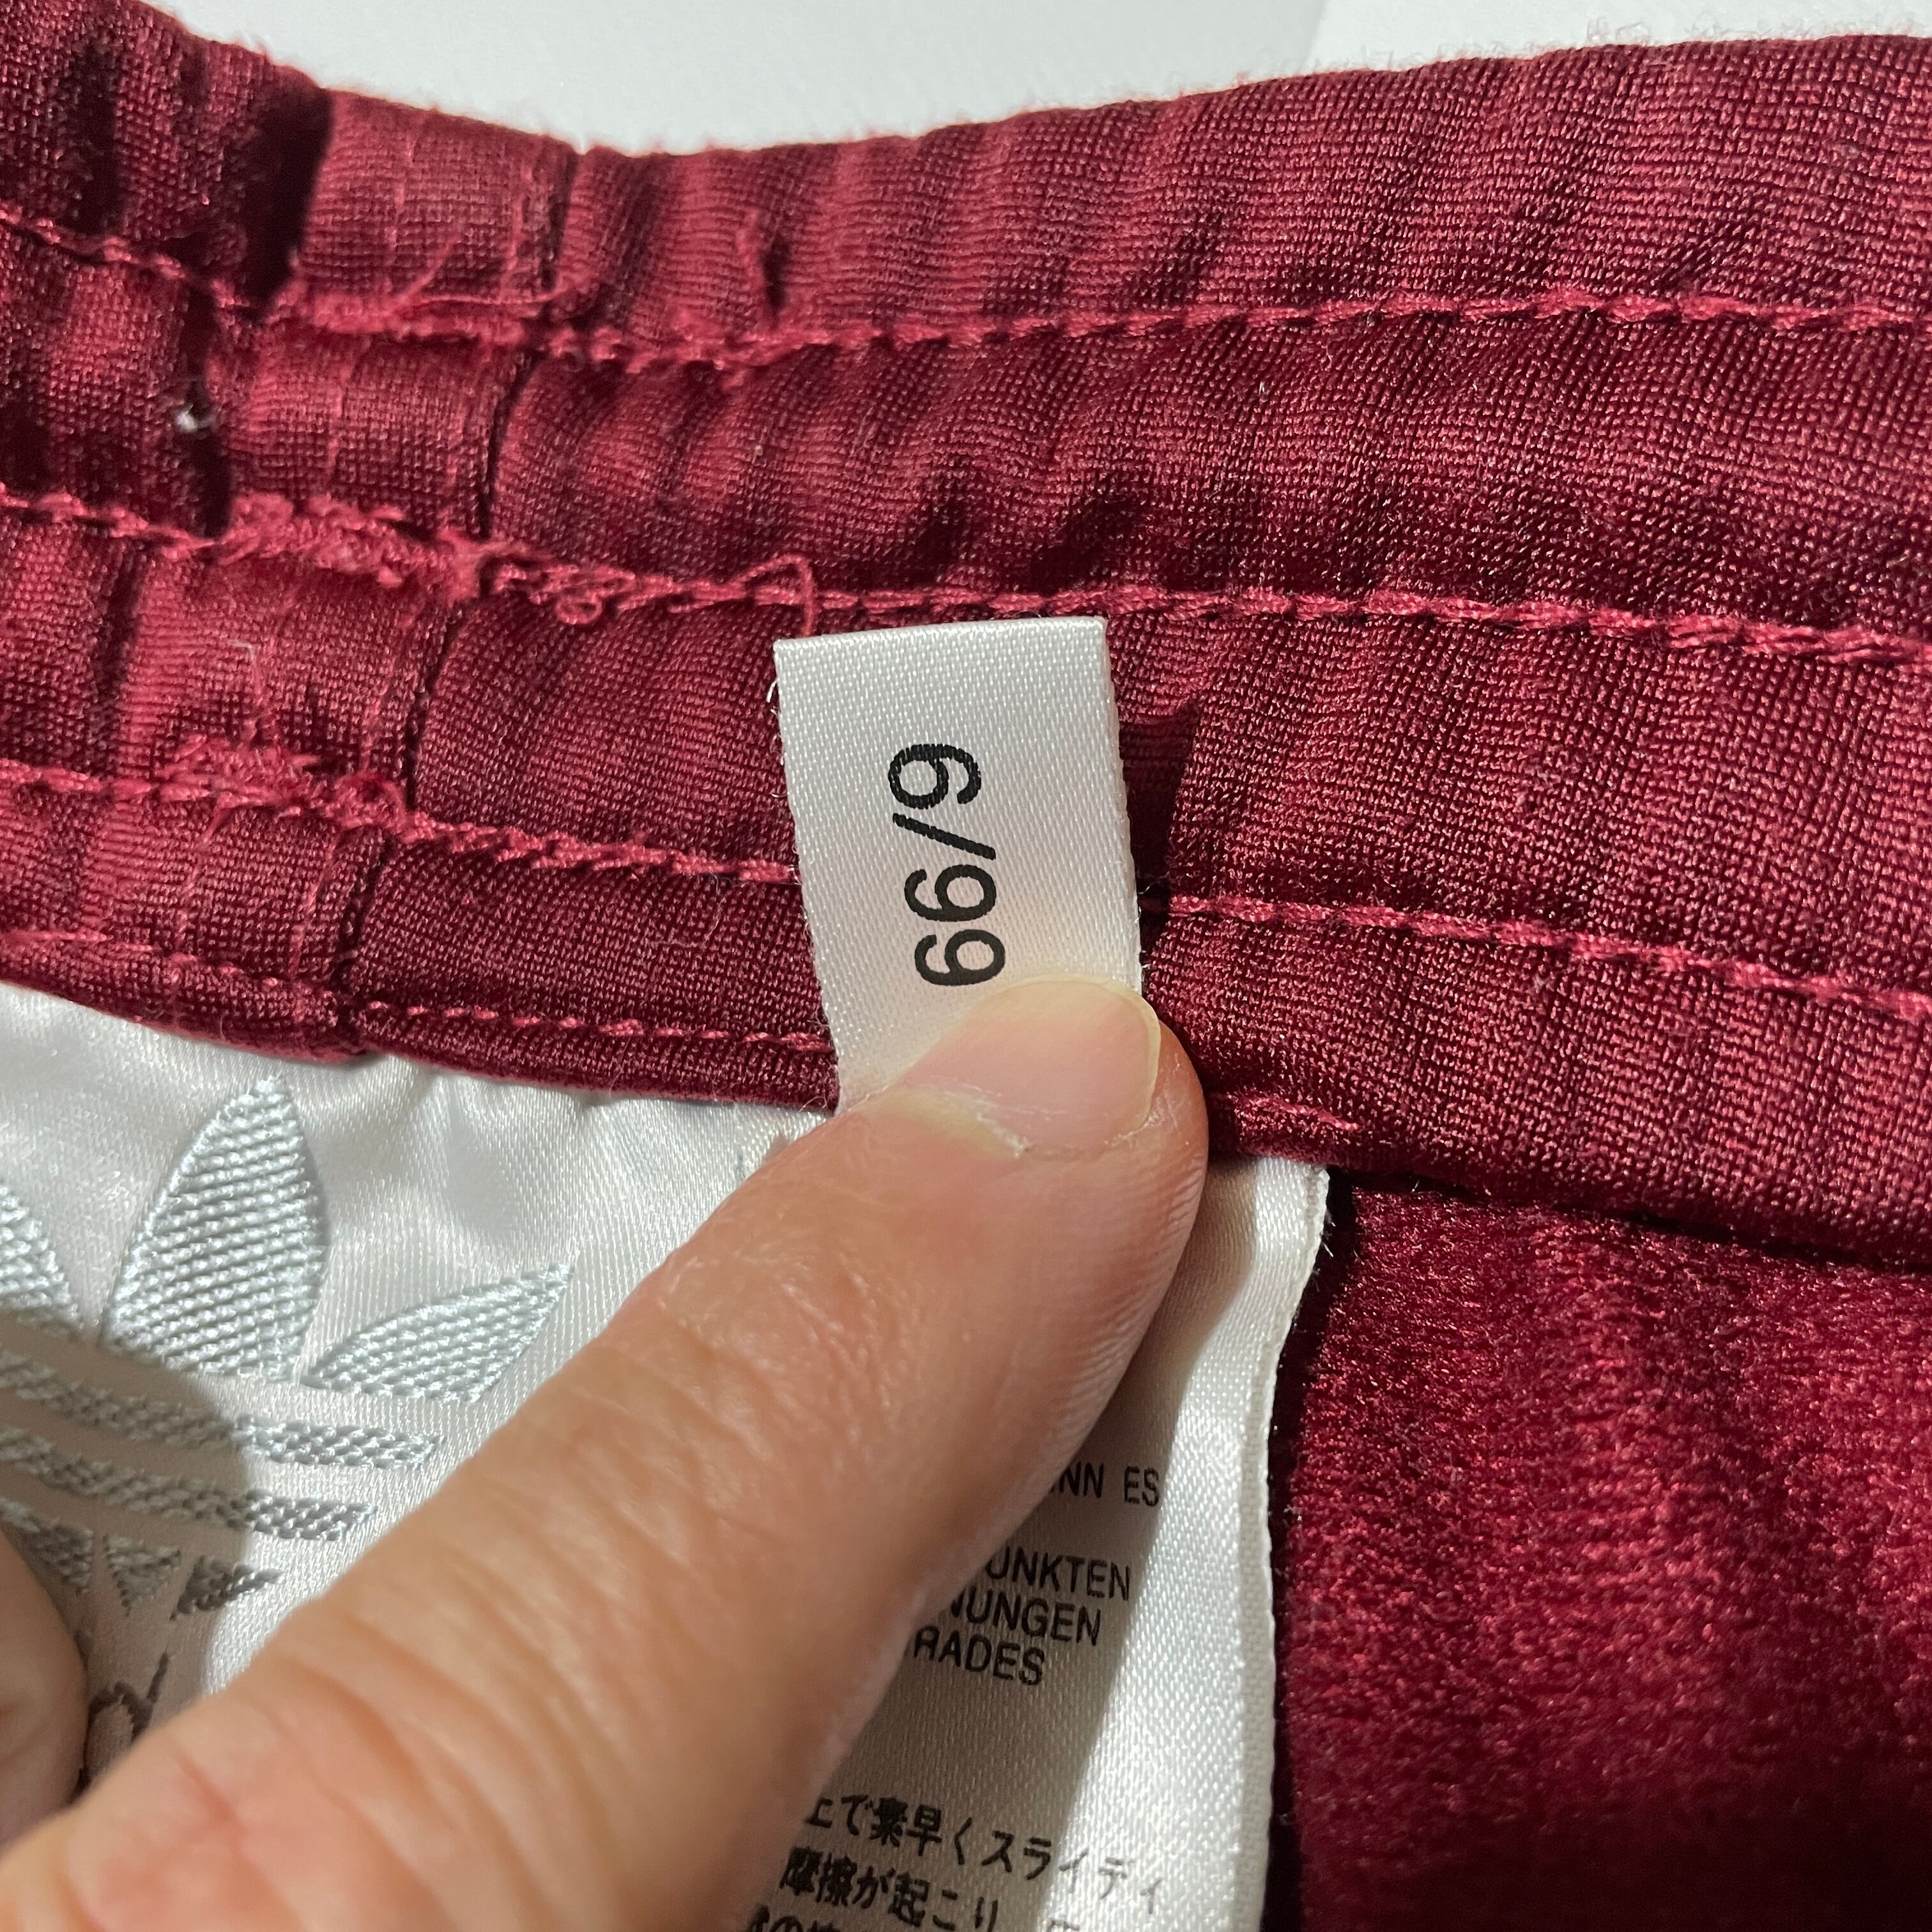 6/99
NN ES
UNKTEN
NUNGEN
RADES
上で素早くスライディ
摩擦が起こり